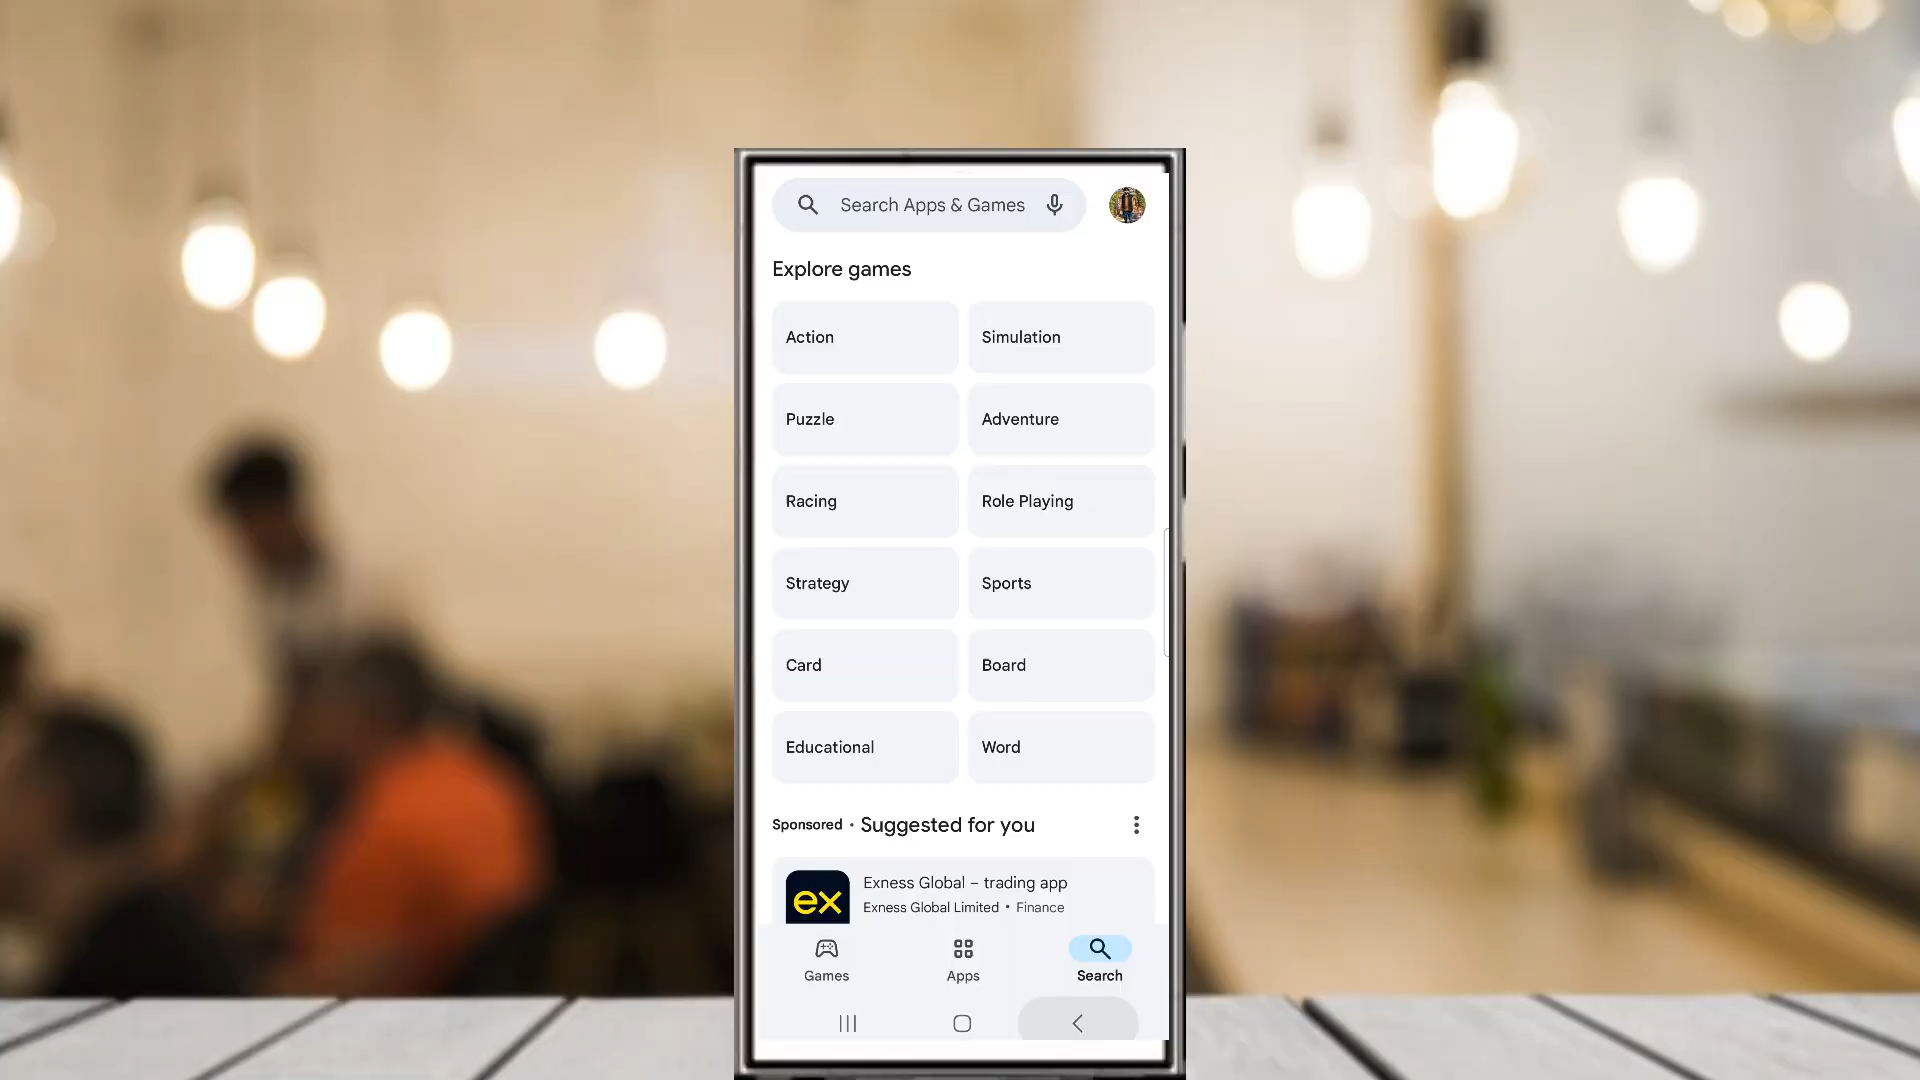 Search Apps & Games
Explore games
Action
Simulation
Puzzle
Adventure
Racing
Role Playing
Strategy
Sports
Card
Board
Educational
Word
Sponsored • Suggested for you
ex
Exness Global – trading app
Exness Global Limited • Finance
Games
Apps
Search